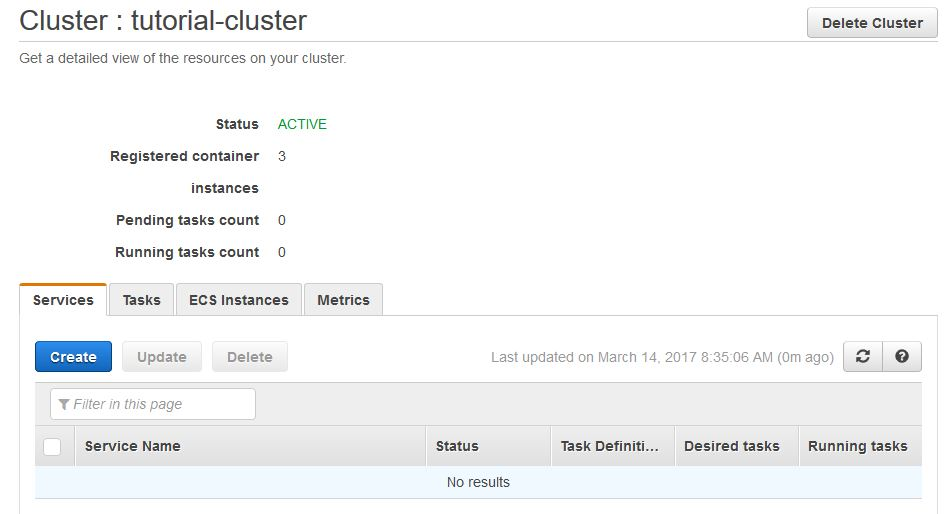 Cluster : tutorial-cluster
Delete Cluster
Get a detailed view of the resources on your cluster.
Status ACTIVE
Registered container 3
instances
Pending tasks count 0
Running tasks count 0
Services Tasks ECS Instances Metrics
Create Update Delete Last updated on March 14, 2017 8:35:06 AM (0m ago)
Filter in this page
Service Name Status Task Definiti... Desired tasks Running tasks
No results